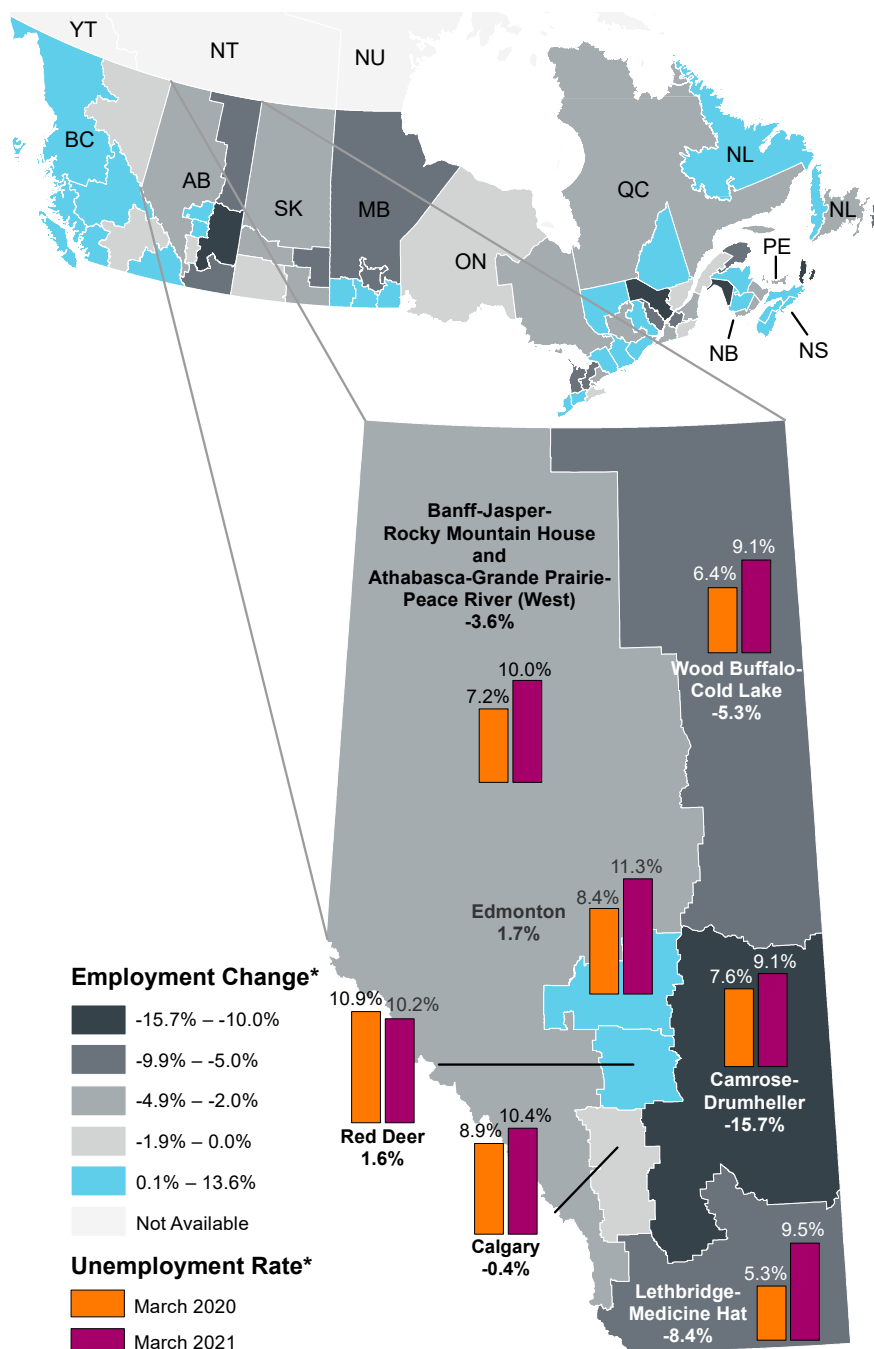 YT
NT
NU
BC
AB
SK
MB
ON
QC
NL
NL
PE
NB
NS
Banff-Jasper-
Rocky Mountain House
and
Athabasca-Grande Prairie-
Peace River (West)
-3.6%
7.2%
10.0%
6.4%
9.1%
Wood Buffalo-
Cold Lake
-5.3%
Edmonton
1.7%
8.4%
11.3%
7.6%
9.1%
Camrose-
Drumheller
-15.7%
10.9%
10.2%
Red Deer
1.6%
8.9%
10.4%
Calgary
-0.4%
5.3%
9.5%
Lethbridge-
Medicine Hat
-8.4%
Employment Change*
-15.7% – -10.0%
-9.9% – -5.0%
-4.9% – -2.0%
-1.9% – 0.0%
0.1% – 13.6%
Not Available
Unemployment Rate*
March 2020
March 2021